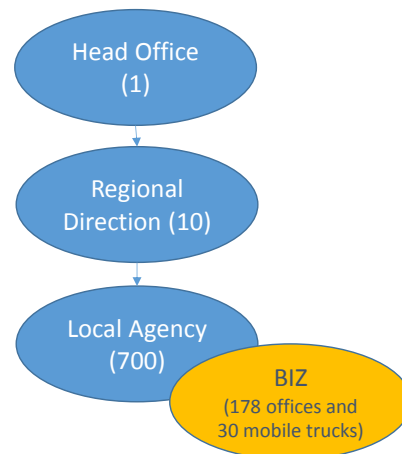 Head Office
(1)
Regional
Direction (10)
Local Agency
(700)
BIZ
(178 offices and
30 mobile trucks)